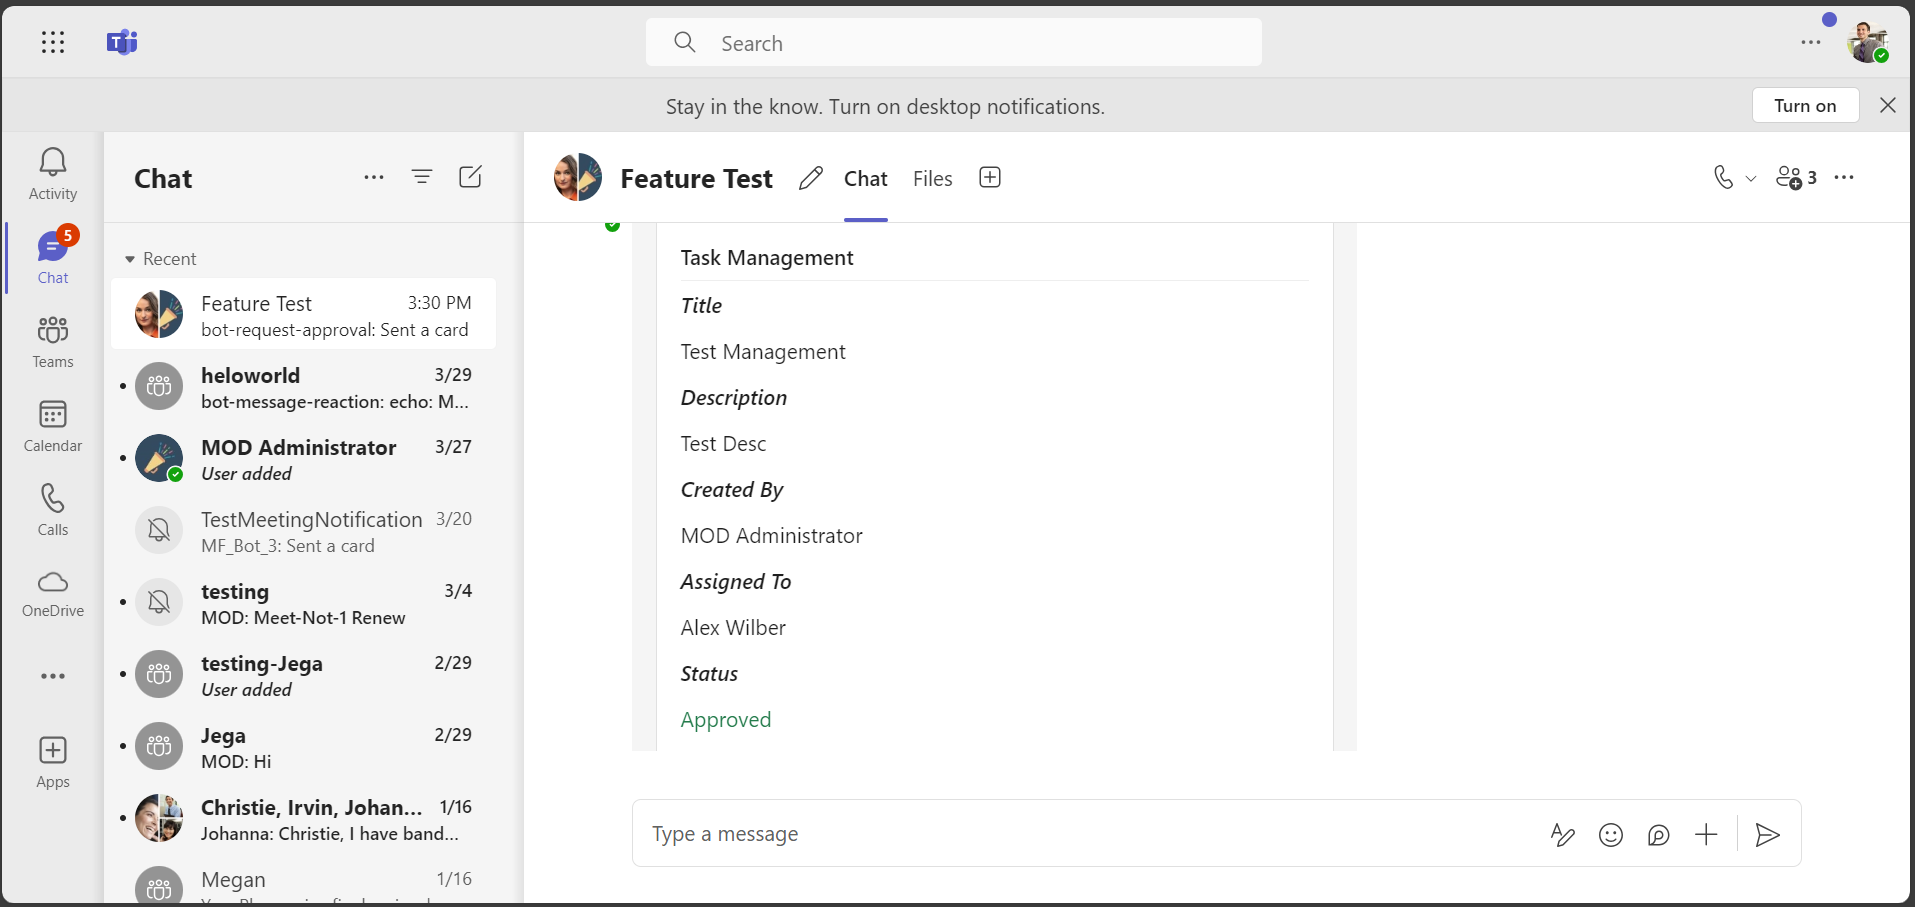 Search
Stay in the know. Turn on desktop notifications.
Turn on
Activity
5
Chat
Teams
Calendar
Calls
OneDrive
Apps
Chat
Recent
Feature Test 3:30 PM
bot-request-approval: Sent a card
heloworld 3/29
bot-message-reaction: echo: M...
MOD Administrator 3/27
User added
TestMeetingNotification 3/20
MF_Bot_3: Sent a card
testing 3/4
MOD: Meet-Not-1 Renew
testing-Jega 2/29
User added
Jega 2/29
MOD: Hi
Christie, Irvin, Johan... 1/16
Johanna: Christie, I have band...
Megan 1/16
Feature Test
Chat
Files
3
Task Management
Title
Test Management
Description
Test Desc
Created By
MOD Administrator
Assigned To
Alex Wilber
Status
Approved
Type a message